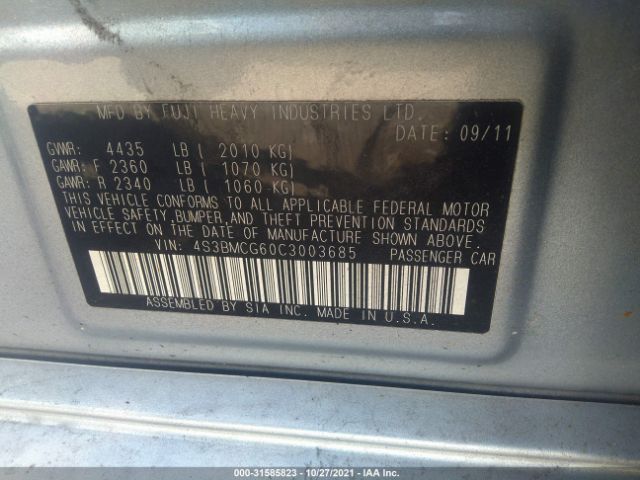 MFD BY FUJI HEAVY INDUSTRIES LTD.
DATE: 09/11
GVWR: 4435 LB ( 2010 KG)
GAWR: F 2360 LB ( 1070 KG)
GAWR: R 2340 LB ( 1060 KG)
THIS VEHICLE CONFORMS TO ALL APPLICABLE FEDERAL MOTOR
VEHICLE SAFETY, BUMPER, AND THEFT PREVENTION STANDARDS
IN EFFECT ON THE DATE OF MANUFACTURE SHOWN ABOVE.
VIN: 4S3BMCG60C3003685 PASSENGER CAR
ASSEMBLED BY SIA INC. MADE IN U.S.A.
000-31585823 | 10/27/2021 | IAA Inc.